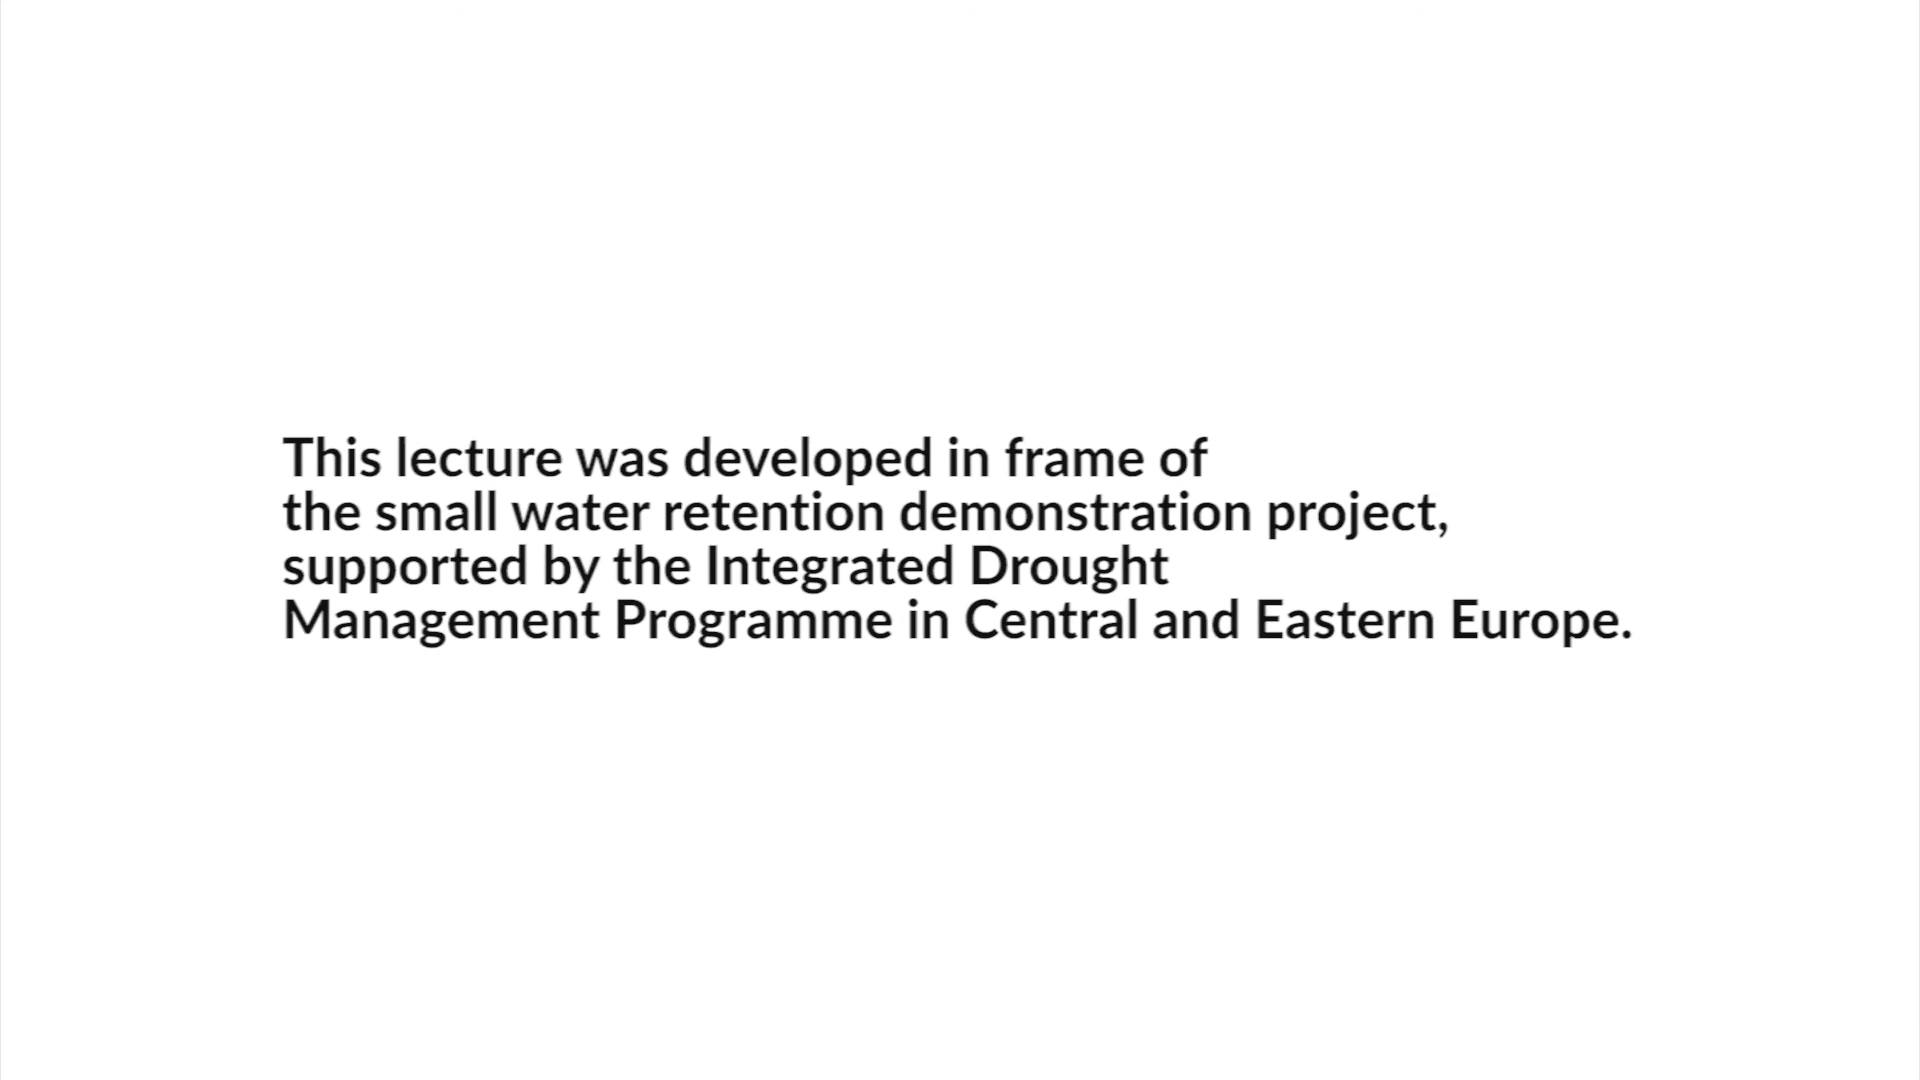 This lecture was developed in frame of
the small water retention demonstration project,
supported by the Integrated Drought
Management Programme in Central and Eastern Europe.